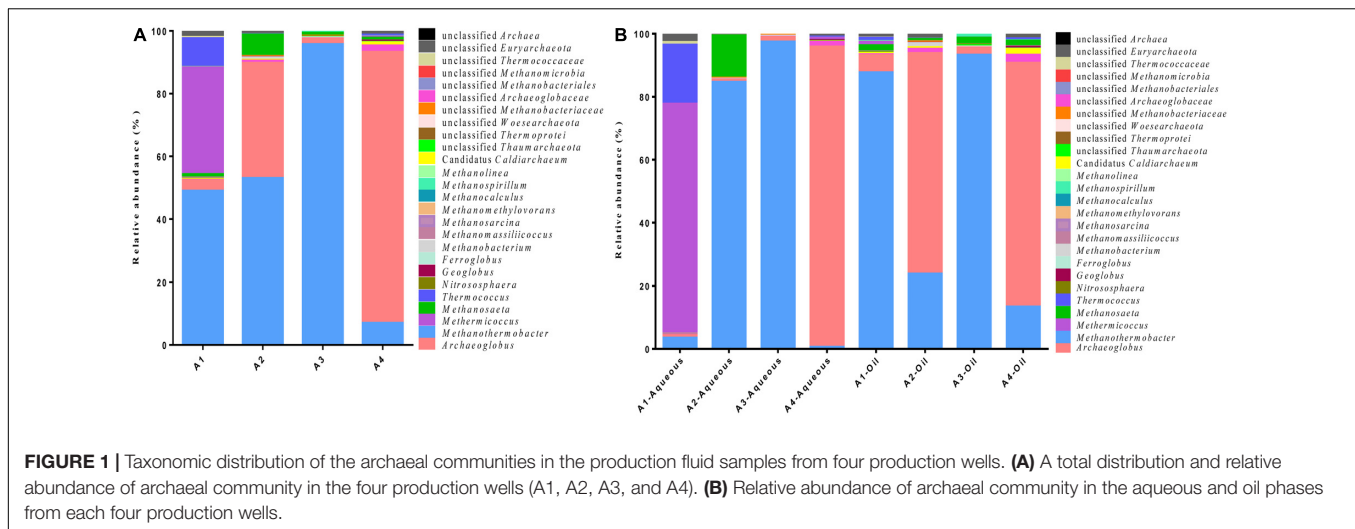 A
Relative abundance (%)
100
80
60
40
20
0
A1
A2
A3
A4
unclassified Archaea
unclassified Euryarchaeota
unclassified Thermococcaceae
unclassified Methanomicrobia
unclassified Methanobacteriales
unclassified Archaeoglobaceae
unclassified Methanobacteriaceae
unclassified Woesearchaeota
unclassified Thermoprotei
unclassified Thaumarchaeota
Candidatus Caldiarchaeum
Methanolinea
Methanospirillum
Methanocalculus
Methanomethylovorans
Methanosarcina
Methanomassiliicoccus
Methanobacterium
Ferroglobus
Geoglobus
Nitrososphaera
Thermococcus
Methanosaeta
Methermicoccus
Methanothermobacter
Archaeoglobus
B
Relative abundance (%)
100
80
60
40
20
0
A1-Aqueous
A2-Aqueous
A3-Aqueous
A4-Aqueous
A1-Oil
A2-Oil
A3-Oil
A4-Oil
unclassified Archaea
unclassified Euryarchaeota
unclassified Thermococcaceae
unclassified Methanomicrobia
unclassified Methanobacteriales
unclassified Archaeoglobaceae
unclassified Methanobacteriaceae
unclassified Woesearchaeota
unclassified Thermoprotei
unclassified Thaumarchaeota
Candidatus Caldiarchaeum
Methanolinea
Methanospirillum
Methanocalculus
Methanomethylovorans
Methanosarcina
Methanomassiliicoccus
Methanobacterium
Ferroglobus
Geoglobus
Nitrososphaera
Thermococcus
Methanosaeta
Methermicoccus
Methanothermobacter
Archaeoglobus
FIGURE 1 | Taxonomic distribution of the archaeal communities in the production fluid samples from four production wells. (A) A total distribution and relative
abundance of archaeal community in the four production wells (A1, A2, A3, and A4). (B) Relative abundance of archaeal community in the aqueous and oil phases
from each four production wells.